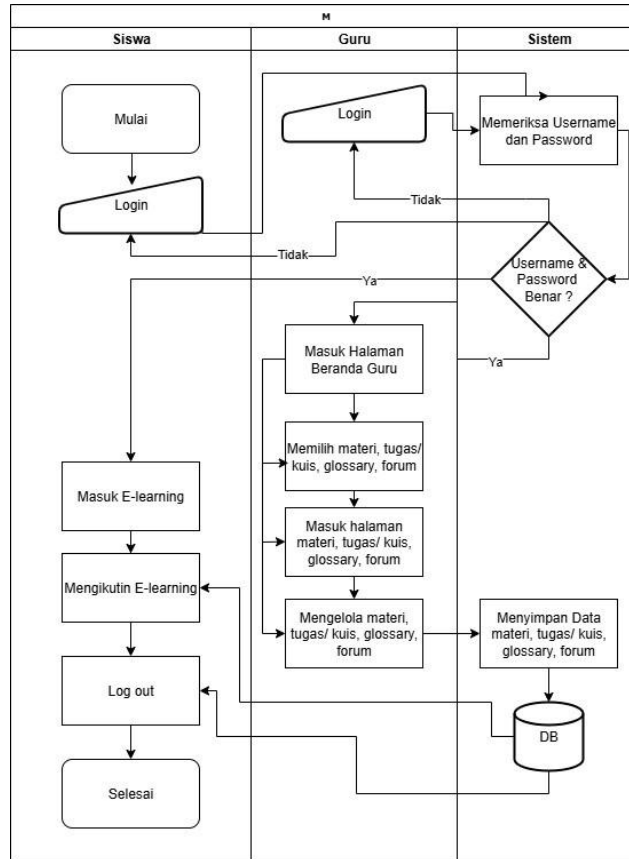 M
Siswa
Guru
Sistem
Mulai
Login
Memeriksa Username
dan Password
Login
Tidak
Tidak
Username &
Password
Benar ?
Ya
Ya
Masuk Halaman
Beranda Guru
Memilih materi, tugas/
kuis, glossary, forum
Masuk E-learning
Masuk halaman
materi, tugas/ kuis,
glossary, forum
Mengikutin E-learning
Mengelola materi,
tugas/ kuis, glossary,
forum
Menyimpan Data
materi, tugas/ kuis,
glossary, forum
Log out
DB
Selesai